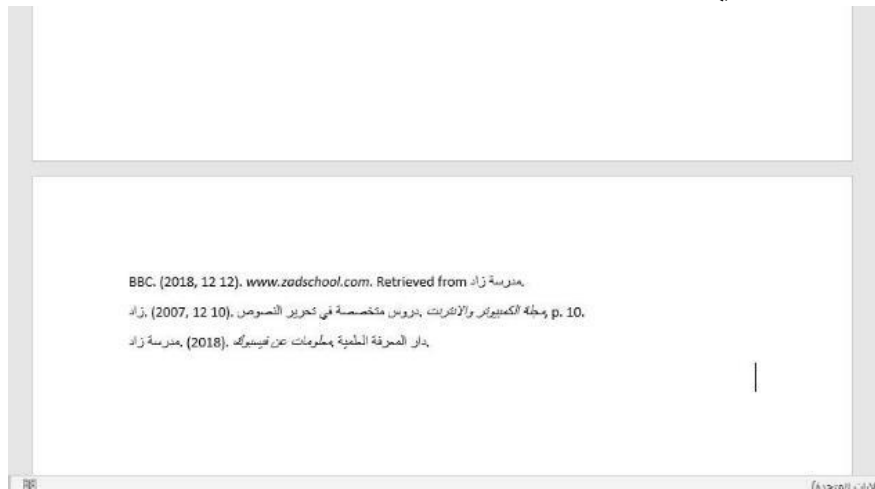 BBC. (2018, 12 12). www.zadschool.com. Retrieved from مدرسة زاد.
زاد. (2007, 12 10). دروس متخصصة في تحرير النصوص. مجلة الكمبيوتر والانترنت, p. 10.
مدرسة زاد. (2018). معلومات عن فيسبوك. دار المعرفة العلمية.